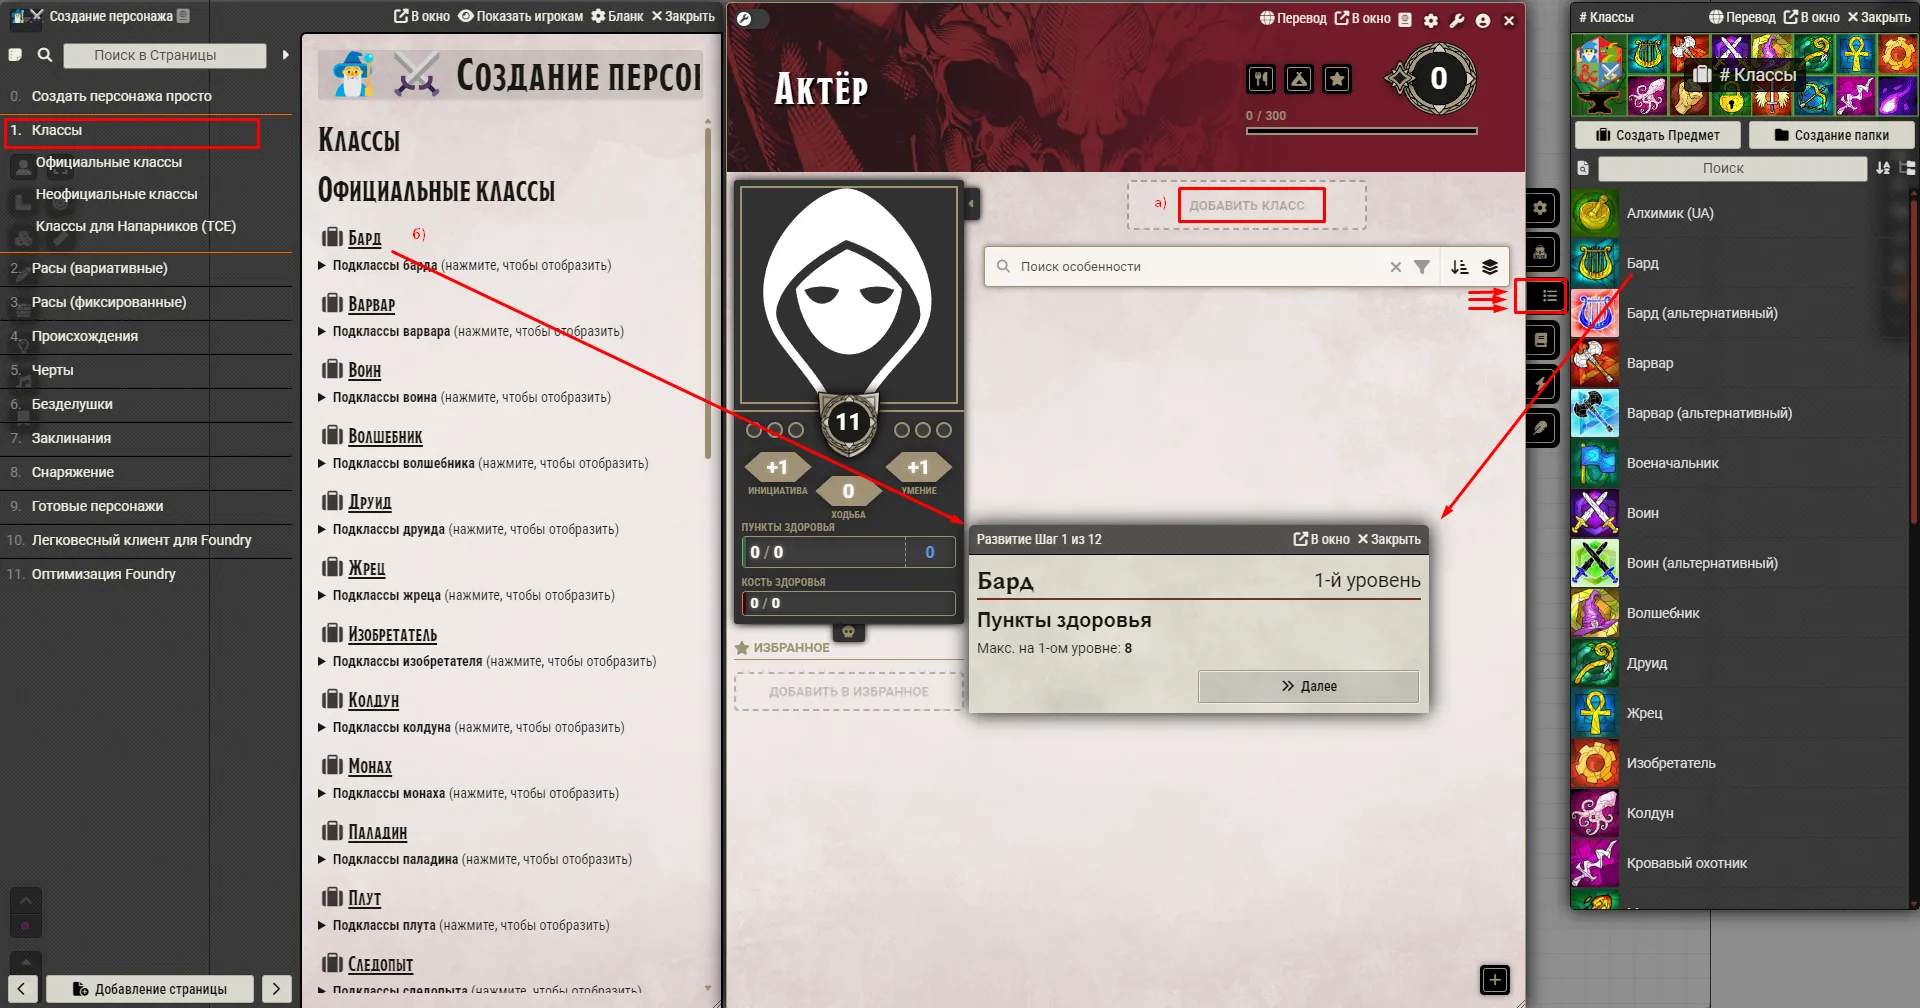 Создание персонажа
В окно
Показать игрокам
Бланк
Закрыть
Поиск в Страницы
0. Создать персонажа просто
1. Классы
Официальные классы
Неофициальные классы
Классы для Напарников (TCE)
2. Расы (вариативные)
3. Расы (фиксированные)
4. Происхождения
5. Черты
6. Безделушки
7. Заклинания
8. Снаряжение
9. Готовые персонажи
10. Легковесный клиент для Foundry
11. Оптимизация Foundry
Добавление страницы
Создание персон
Классы
Официальные классы
Бард
б)
Подклассы барда (нажмите, чтобы отобразить)
Варвар
Подклассы варвара (нажмите, чтобы отобразить)
Воин
Подклассы воина (нажмите, чтобы отобразить)
Волшебник
Подклассы волшебника (нажмите, чтобы отобразить)
Друид
Подклассы друида (нажмите, чтобы отобразить)
Жрец
Подклассы жреца (нажмите, чтобы отобразить)
Изобретатель
Подклассы изобретателя (нажмите, чтобы отобразить)
Колдун
Подклассы колдуна (нажмите, чтобы отобразить)
Монах
Подклассы монаха (нажмите, чтобы отобразить)
Паладин
Подклассы паладина (нажмите, чтобы отобразить)
Плут
Подклассы плута (нажмите, чтобы отобразить)
Следопыт
Подклассы следопыта (нажмите, чтобы отобразить)
Перевод
В окно
Актёр
0
0 / 300
а)
ДОБАВИТЬ КЛАСС
Поиск особенности
11
+1
ИНИЦИАТИВА
0
ХОДЬБА
+1
УМЕНИЕ
ПУНКТЫ ЗДОРОВЬЯ
0 / 0
0
КОСТЬ ЗДОРОВЬЯ
0 / 0
ИЗБРАННОЕ
ДОБАВИТЬ В ИЗБРАННОЕ
Развитие Шаг 1 из 12
В окно
Закрыть
Бард
1-й уровень
Пункты здоровья
Макс. на 1-ом уровне: 8
Далее
# Классы
Перевод
В окно
Закрыть
# Классы
Создать Предмет
Создание папки
Поиск
Алхимик (UA)
Бард
Бард (альтернативный)
Варвар
Варвар (альтернативный)
Военачальник
Воин
Воин (альтернативный)
Волшебник
Друид
Жрец
Изобретатель
Колдун
Кровавый охотник